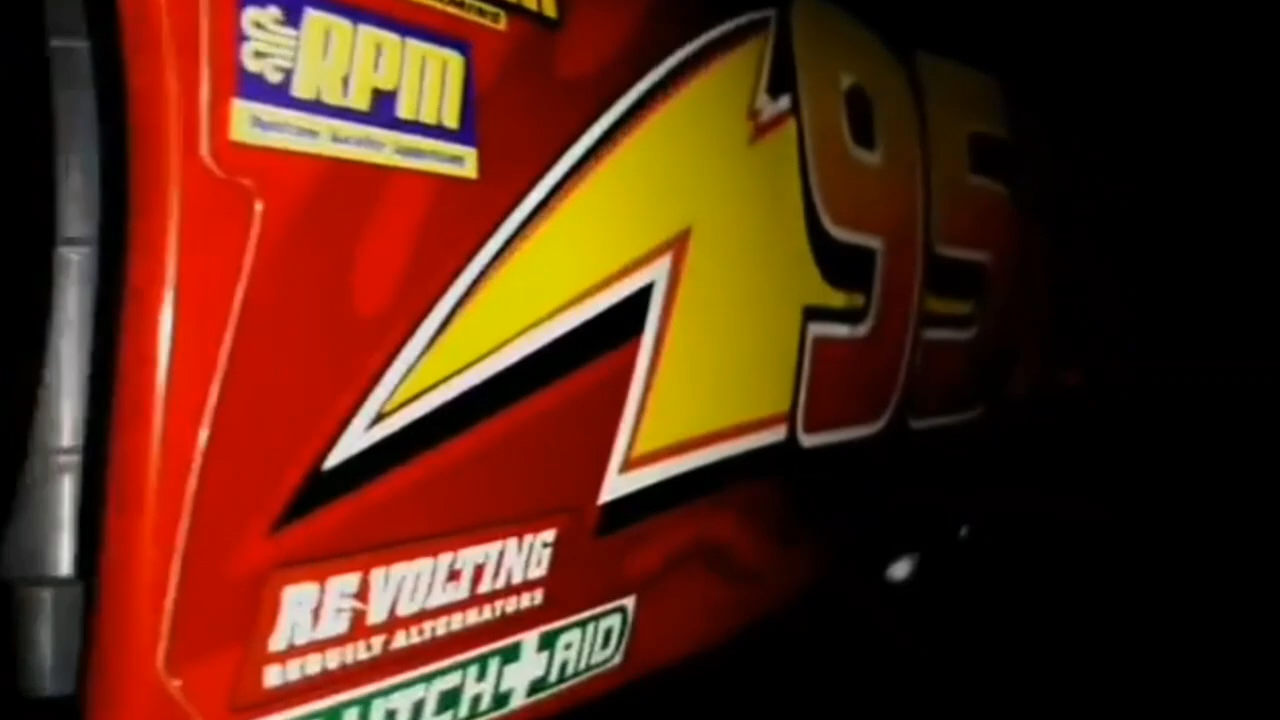 RPM
95
RE-VOLTING
REBUILT ALTERNATORS
CLUTCH AID